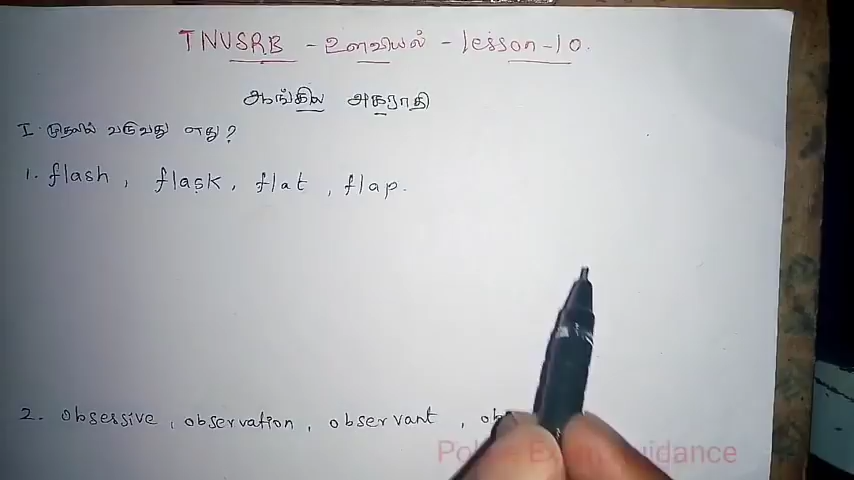 TNUSRB - உளவியல் - lesson - 10.
ஆங்கில அகராதி
I. முதலில் வருவது எது?
1. flash, flask, flat, flap.
2. obsessive, observation, observant,
Exam